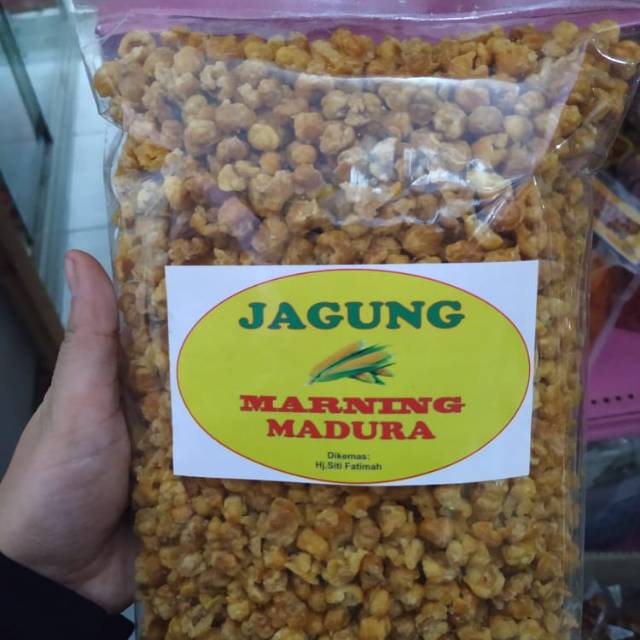 JAGUNG
MARNING
MADURA
Dikemas:
Hj.Siti Fatimah